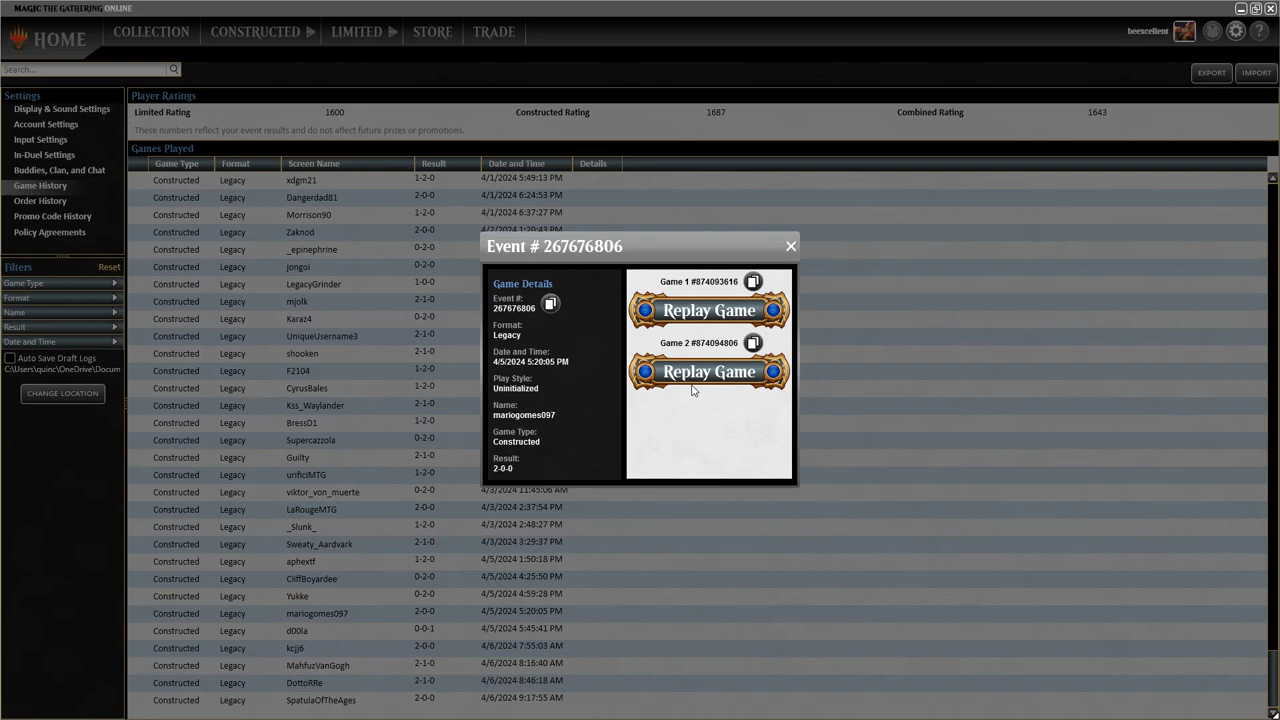 MAGIC THE GATHERING ONLINE
HOME
COLLECTION
CONSTRUCTED
LIMITED
STORE
TRADE
beexcellent
Search...
EXPORT
IMPORT
Settings
Display & Sound Settings
Account Settings
Input Settings
In-Duel Settings
Buddies, Clan, and Chat
Game History
Order History
Promo Code History
Policy Agreements
Filters Reset
Game Type
Format
Name
Result
Date and Time
Auto Save Draft Logs
C:\Users\quinc\OneDrive\Docum
CHANGE LOCATION
Player Ratings
Limited Rating 1600 Constructed Rating 1687 Combined Rating 1643
These numbers reflect your event results and do not affect future prizes or promotions.
Games Played
Game Type Format Screen Name Result Date and Time Details
Constructed Legacy xdgm21 1-2-0 4/1/2024 5:49:13 PM
Constructed Legacy Dangerdad81 2-0-0 4/1/2024 6:24:53 PM
Constructed Legacy Morrison90 1-2-0 4/1/2024 6:37:27 PM
Constructed Legacy Zaknod 2-0-0
Constructed Legacy _epinephrine 0-2-0
Constructed Legacy jongoi 0-2-0
Constructed Legacy LegacyGrinder 1-0-0
Constructed Legacy mjolk 2-1-0
Constructed Legacy Karaz4 0-2-0
Constructed Legacy UniqueUsername3 2-1-0
Constructed Legacy shooken 2-1-0
Constructed Legacy F2104 1-2-0
Constructed Legacy CyrusBales 1-2-0
Constructed Legacy Kss_Waylander 2-1-0
Constructed Legacy BressD1 1-2-0
Constructed Legacy Supercazzola 0-2-0
Constructed Legacy Guilty 2-1-0
Constructed Legacy urificiMTG 1-2-0
Constructed Legacy viktor_von_muerte 0-2-0 4/3/2024 11:45:06 AM
Constructed Legacy LaRougeMTG 2-0-0 4/3/2024 2:37:54 PM
Constructed Legacy _Slunk_ 1-2-0 4/3/2024 2:48:27 PM
Constructed Legacy Sweaty_Aardvark 2-1-0 4/3/2024 3:29:37 PM
Constructed Legacy aphextf 1-2-0 4/5/2024 1:50:18 PM
Constructed Legacy CliffBoyardee 0-2-0 4/5/2024 4:25:50 PM
Constructed Legacy Yukke 0-2-0 4/5/2024 4:59:28 PM
Constructed Legacy mariogomes097 2-0-0 4/5/2024 5:20:05 PM
Constructed Legacy d00la 0-0-1 4/5/2024 5:45:41 PM
Constructed Legacy kcjj6 2-0-0 4/6/2024 7:55:03 AM
Constructed Legacy MahfuzVanGogh 2-1-0 4/6/2024 8:16:40 AM
Constructed Legacy DottoRRe 2-1-0 4/6/2024 8:46:18 AM
Constructed Legacy SpatulaOfTheAges 2-0-0 4/6/2024 9:17:55 AM
Event # 267676806
Game Details
Event #:
267676806
Format:
Legacy
Date and Time:
4/5/2024 5:20:05 PM
Play Style:
Uninitialized
Name:
mariogomes097
Game Type:
Constructed
Result:
2-0-0
Game 1 #874093616
Replay Game
Game 2 #874094806
Replay Game